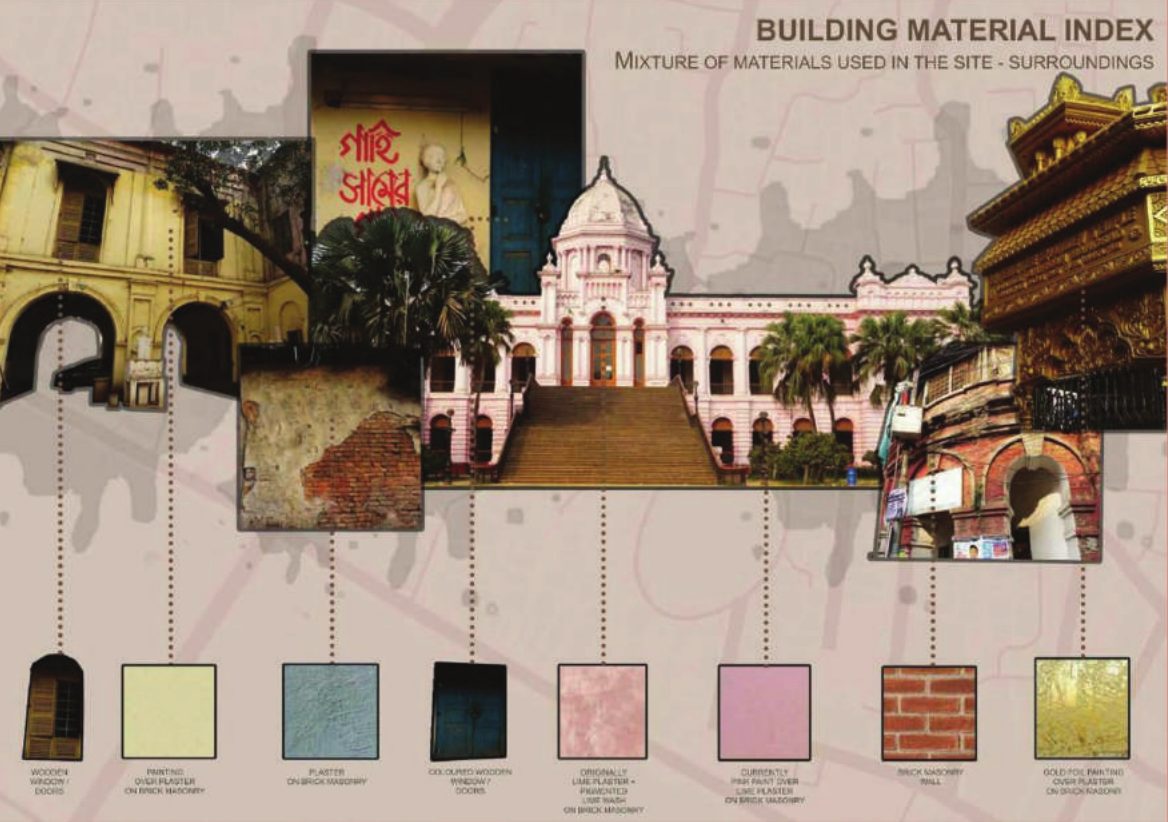 BUILDING MATERIAL INDEX
MIXTURE OF MATERIALS USED IN THE SITE - SURROUNDINGS
গাহি
সাম্যের
WOODEN
WINDOW /
DOORS
PAINTING
OVER PLASTER
ON BRICK MASONRY
PLASTER
ON BRICK MASONRY
COLOURED WOODEN
WINDOW /
DOORS
ORIGINALLY
LIME PLASTER +
PIGMENTED
LIME WASH
ON BRICK MASONRY
CURRENTLY
PINK PAINT OVER
LIME PLASTER
ON BRICK MASONRY
BRICK MASONRY
WALL
GOLD FOIL PAINTING
OVER PLASTER
ON BRICK MASONRY